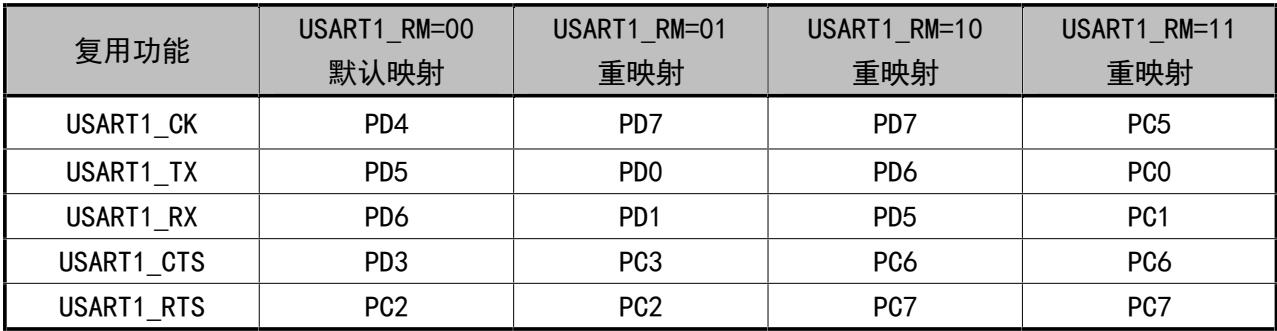 复用功能 USART1_RM=00 默认映射 USART1_RM=01 重映射 USART1_RM=10 重映射 USART1_RM=11 重映射
USART1_CK PD4 PD7 PD7 PC5
USART1_TX PD5 PD0 PD6 PC0
USART1_RX PD6 PD1 PD5 PC1
USART1_CTS PD3 PC3 PC6 PC6
USART1_RTS PC2 PC2 PC7 PC7